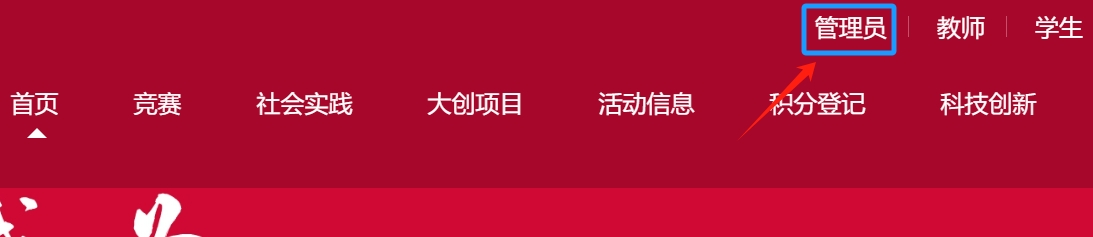 管理员 教师 学生
首页 竞赛 社会实践 大创项目 活动信息 积分登记 科技创新